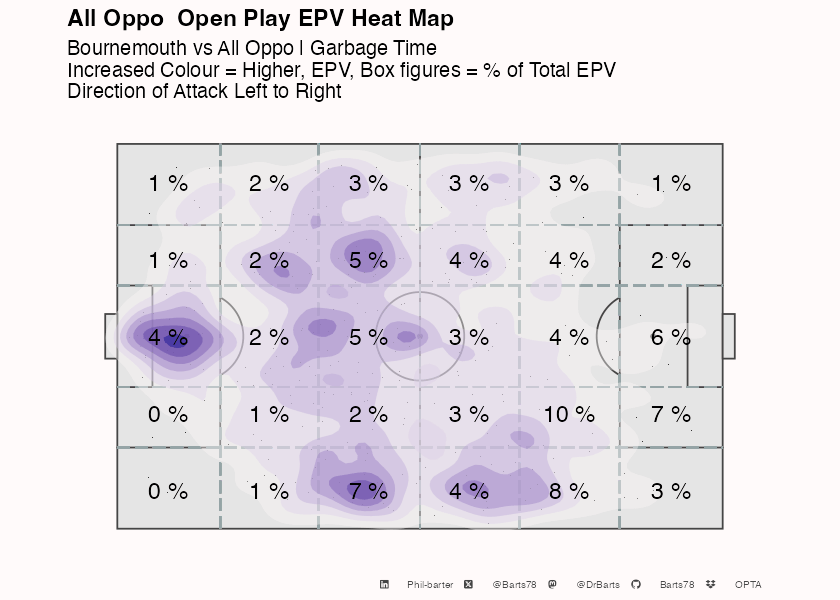 All Oppo  Open Play EPV Heat Map
Bournemouth vs All Oppo | Garbage Time
Increased Colour = Higher, EPV, Box figures = % of Total EPV
Direction of Attack Left to Right
1 % 2 % 3 % 3 % 3 % 1 %
1 % 2 % 5 % 4 % 4 % 2 %
4 % 2 % 5 % 3 % 4 % 6 %
0 % 1 % 2 % 3 % 10 % 7 %
0 % 1 % 7 % 4 % 8 % 3 %
Phil-barter @Barts78 @DrBarts Barts78 OPTA